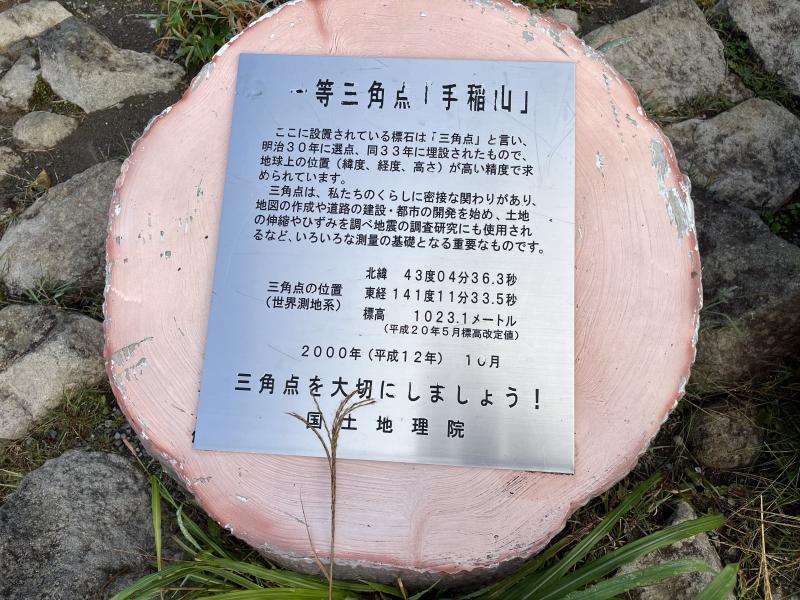 一等三角点「手稲山」
ここに設置されている標石は「三角点」と言い、
明治30年に選点、同33年に埋設されたもので、
地球上の位置(緯度、経度、高さ)が高い精度で求
められています。
三角点は、私たちのくらしに密接な関わりがあり、
地図の作成や道路の建設・都市の開発を始め、土地
の伸縮やひずみを調べ地震の調査研究にも使用され
るなど、いろいろな測量の基礎となる重要なものです。
三角点の位置
(世界測地系)
北緯 43度04分36.3秒
東経 141度11分33.5秒
標高 1023.1メートル
(平成20年5月標高改定値)
2000年(平成12年) 10月
三角点を大切にしましょう!
国土地理院